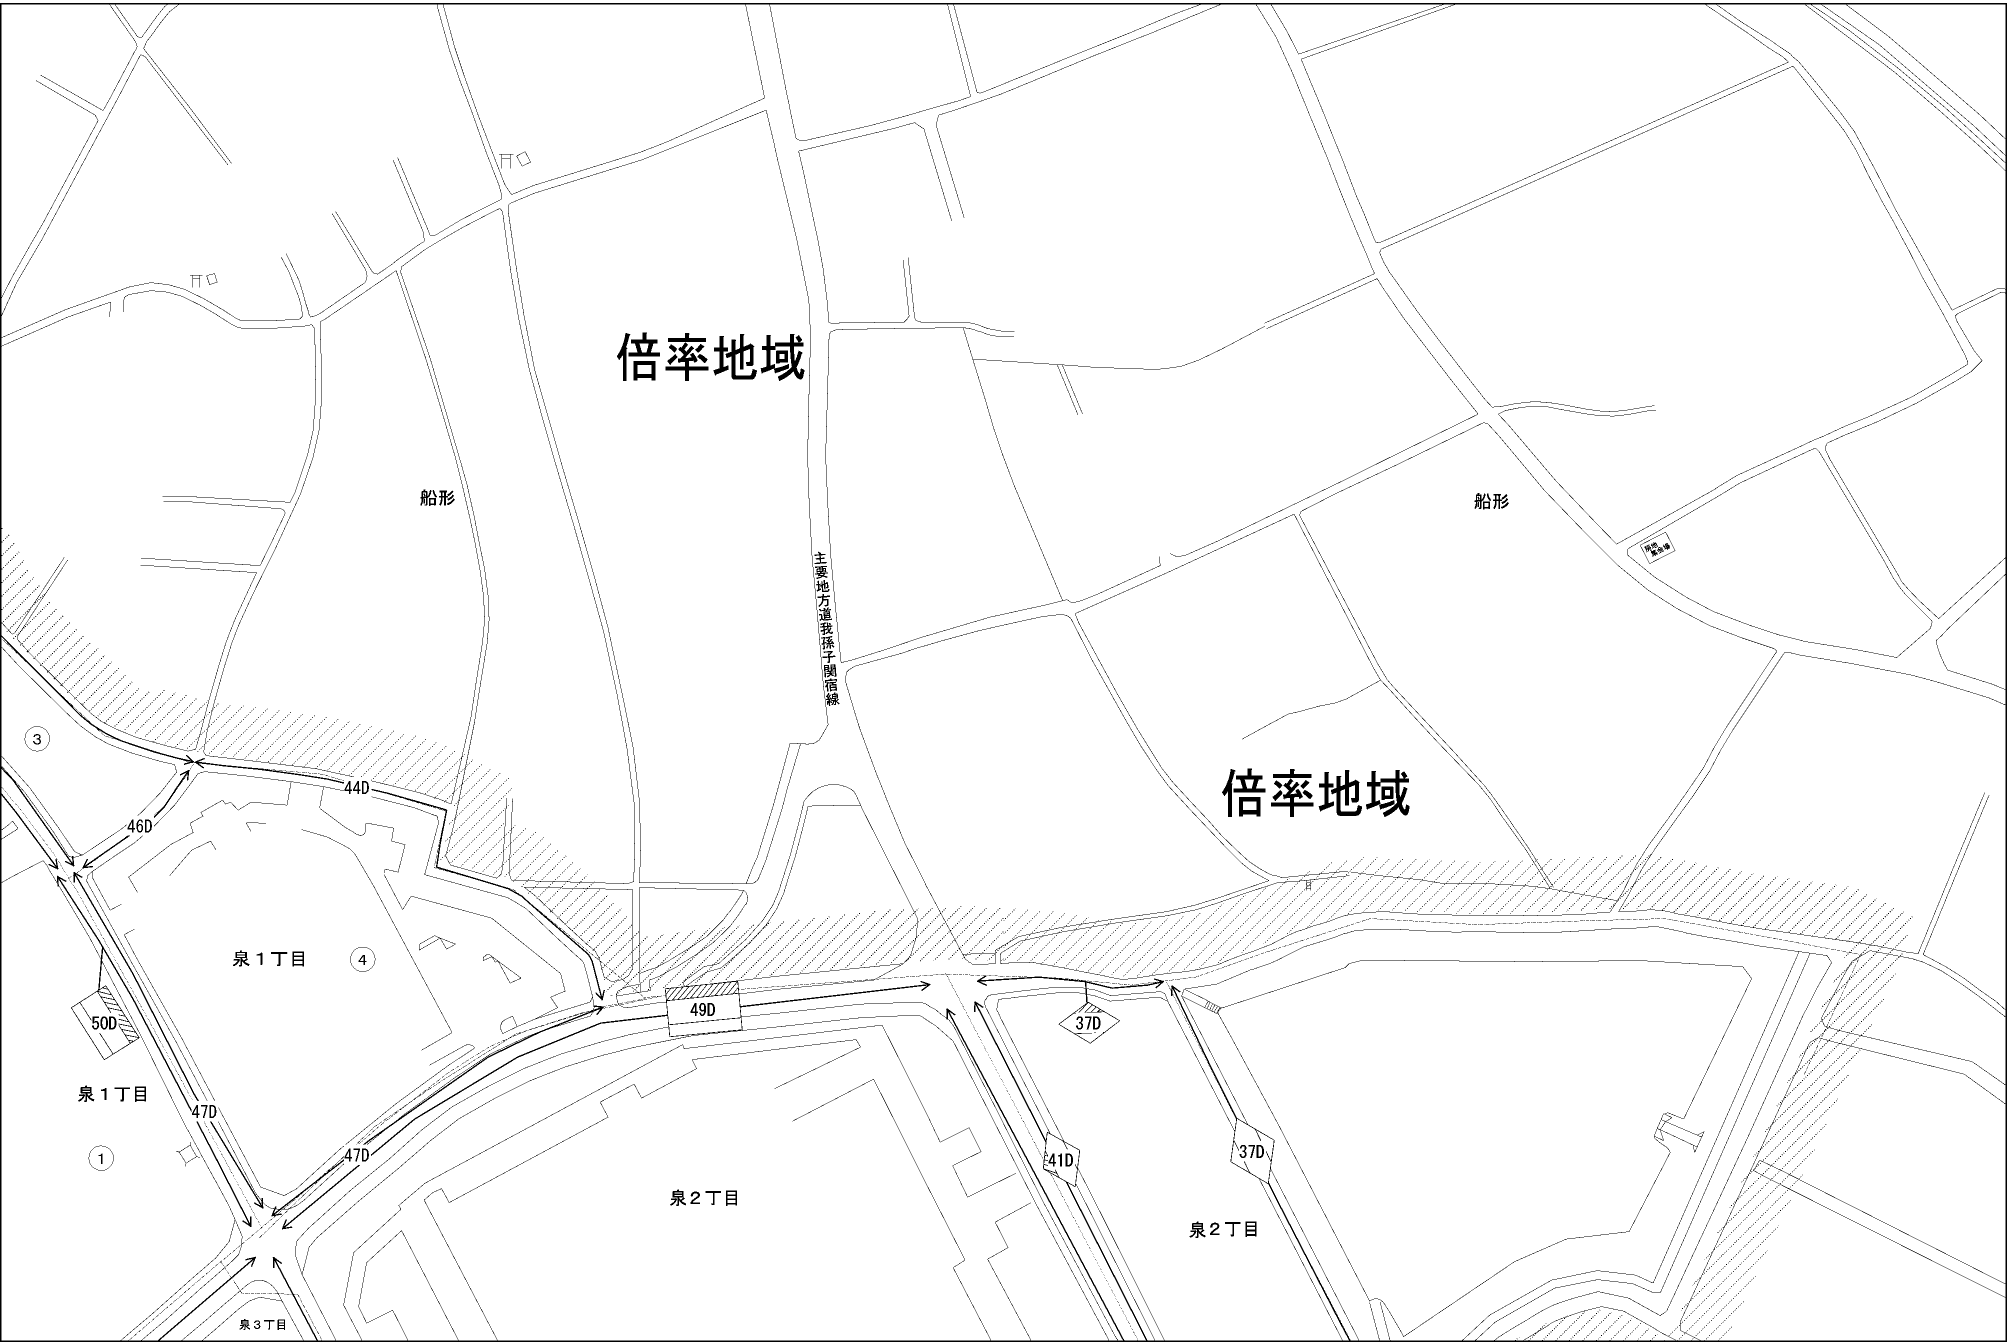 倍率地域
船形
船形
主要地方道我孫子関宿線
3
44D
46D
倍率地域
泉１丁目
4
50D
49D
37D
泉１丁目
47D
1
47D
41D
37D
泉２丁目
泉２丁目
泉３丁目